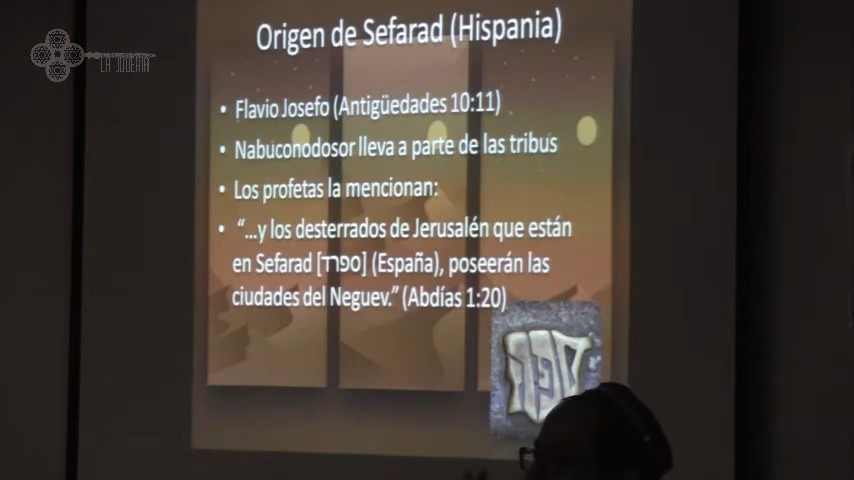 LA JUDERIA
Origen de Sefarad (Hispania)
• Flavio Josefo (Antigüedades 10:11)
• Nabuconodosor lleva a parte de las tribus
• Los profetas la mencionan:
• “...y los desterrados de Jerusalén que están
en Sefarad [ספרד] (España), poseerán las
ciudades del Neguev.” (Abdías 1:20)